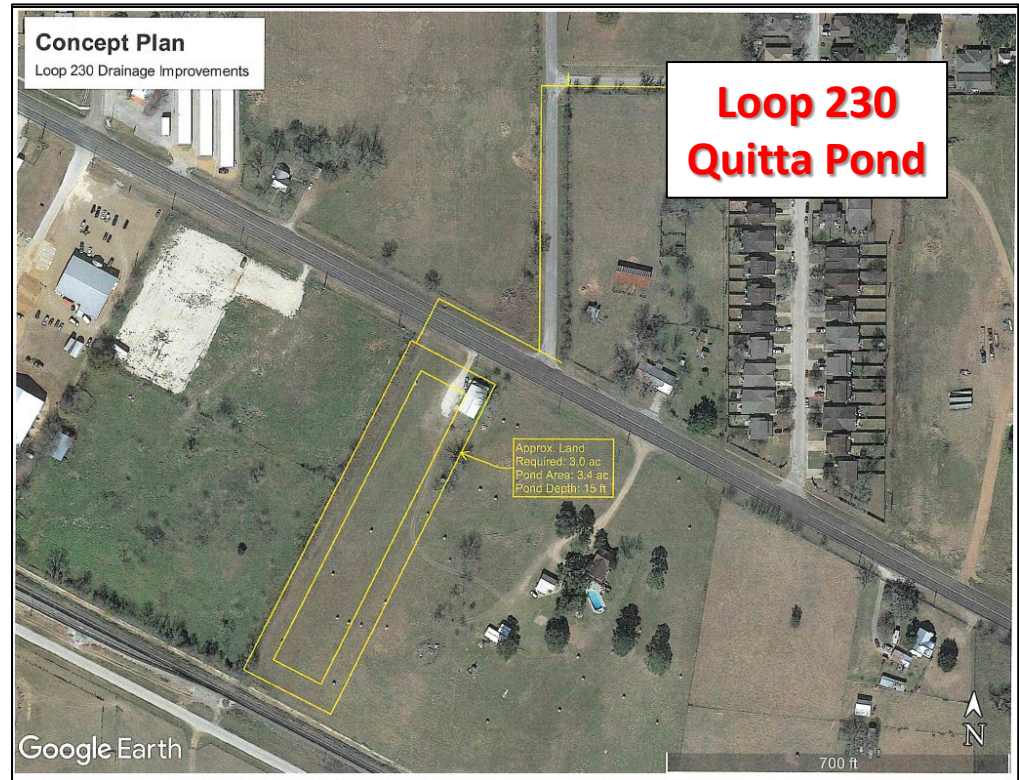 Concept Plan
Loop 230 Drainage Improvements
Loop 230
Quitta Pond
Approx. Land
Required: 3.0 ac
Pond Area: 3.4 ac
Pond Depth: 15 ft
N
Google Earth
700 ft